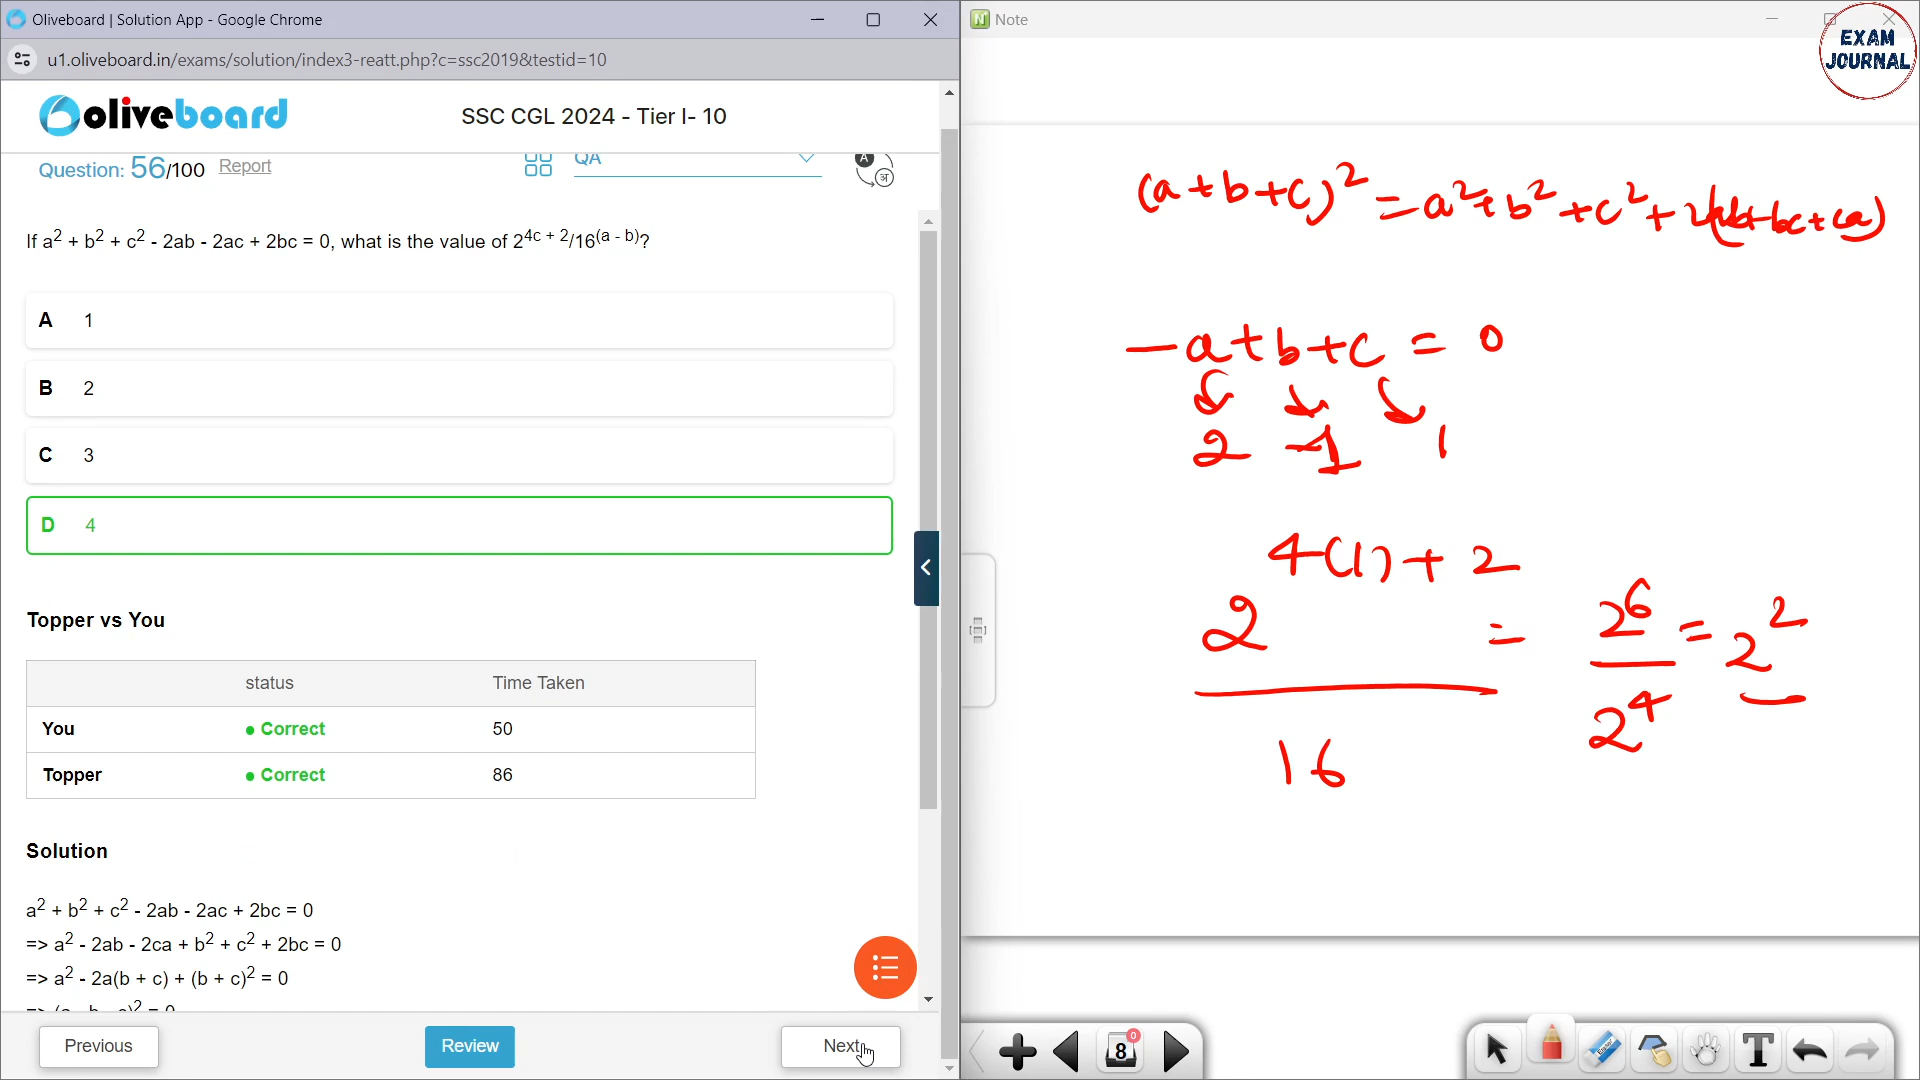 Oliveboard | Solution App - Google Chrome
u1.oliveboard.in/exams/solution/index3-reatt.php?c=ssc2019&testid=10
oliveboard
SSC CGL 2024 - Tier I- 10
Question: 56/100 Report
QA
A
अ
If a² + b² + c² - 2ab - 2ac + 2bc = 0, what is the value of 2^(4c + 2)/16^(a - b)?
A 1
B 2
C 3
D 4
Topper vs You
status Time Taken
You Correct 50
Topper Correct 86
Solution
a² + b² + c² - 2ab - 2ac + 2bc = 0
=> a² - 2ab - 2ca + b² + c² + 2bc = 0
=> a² - 2a(b + c) + (b + c)² = 0
Previous Review Next
Note
EXAM
JOURNAL
(a+b+c)² = a²+b²+c²+2(ab+bc+ca)
-a+b+c = 0
2 1 1
2^(4(1)+2) / 16 = 2⁶/2⁴ = 2²
8
0
T
Eraser